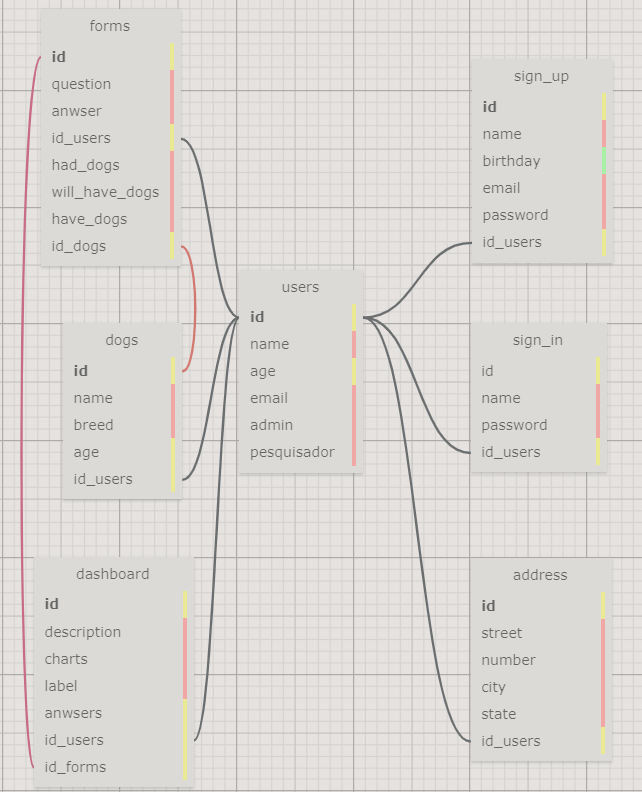 forms
id
question
anwser
id_users
had_dogs
will_have_dogs
have_dogs
id_dogs
dogs
id
name
breed
age
id_users
dashboard
id
description
charts
label
anwsers
id_users
id_forms
users
id
name
age
email
admin
pesquisador
sign_up
id
name
birthday
email
password
id_users
sign_in
id
name
password
id_users
address
id
street
number
city
state
id_users